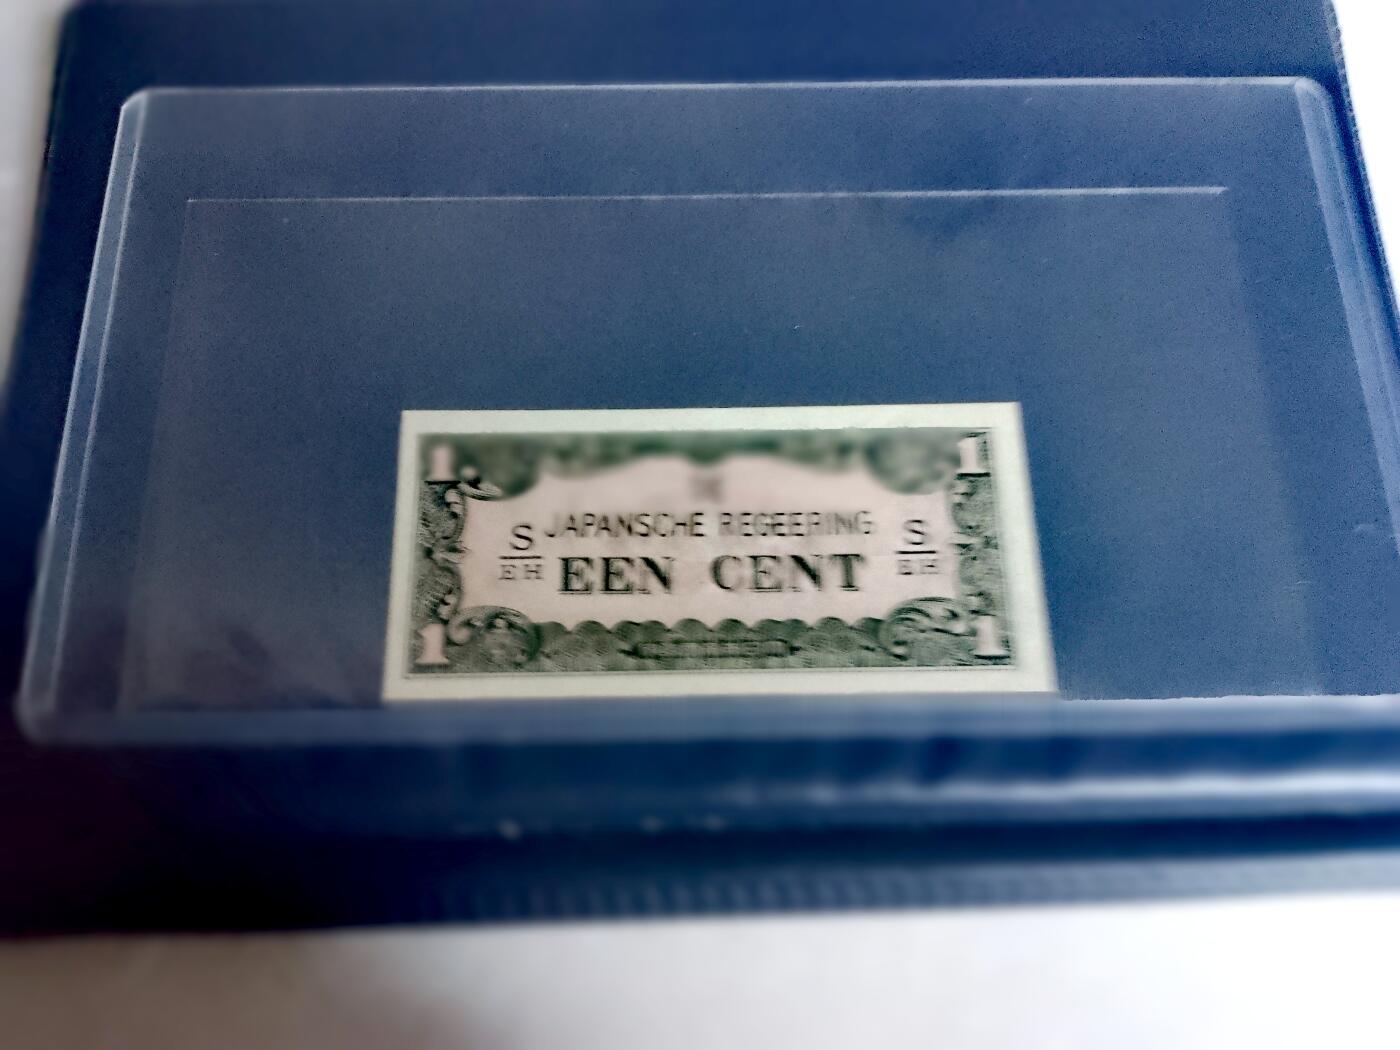 1 1
JAPANSCHE REGEERING
S S
EH EH
EEN CENT
1 1